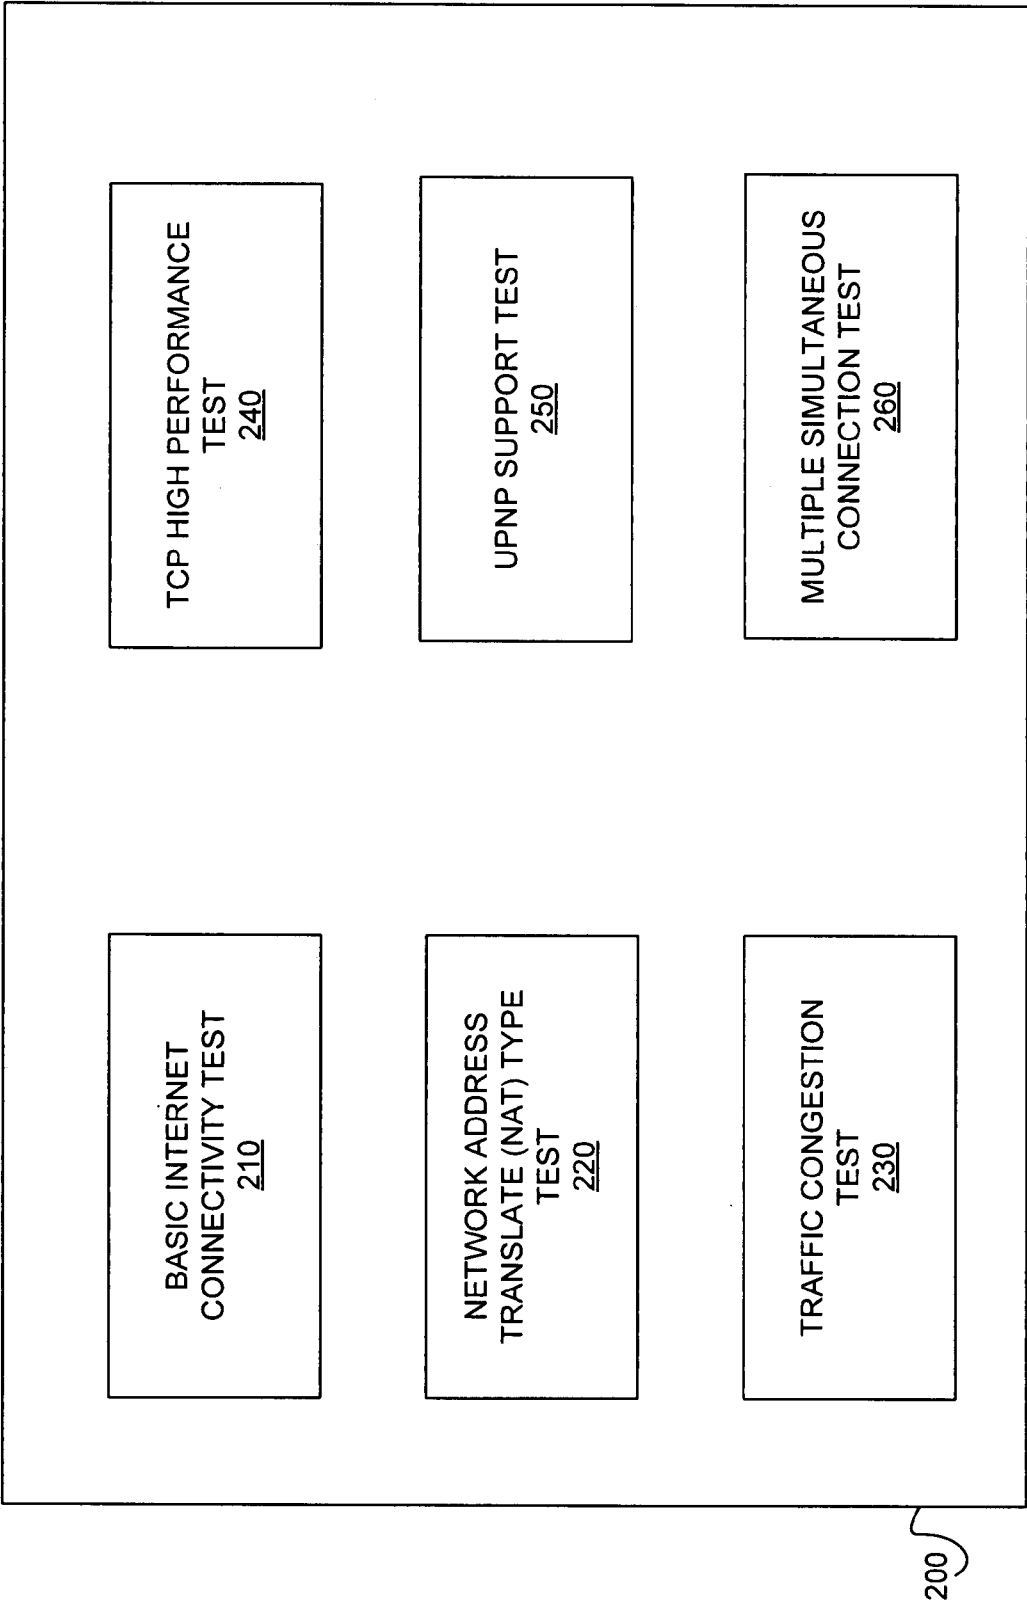 BASIC INTERNET
CONNECTIVITY TEST
210
NETWORK ADDRESS
TRANSLATE (NAT) TYPE
TEST
220
TRAFFIC CONGESTION
TEST
230
TCP HIGH PERFORMANCE
TEST
240
UPNP SUPPORT TEST
250
MULTIPLE SIMULTANEOUS
CONNECTION TEST
260
200